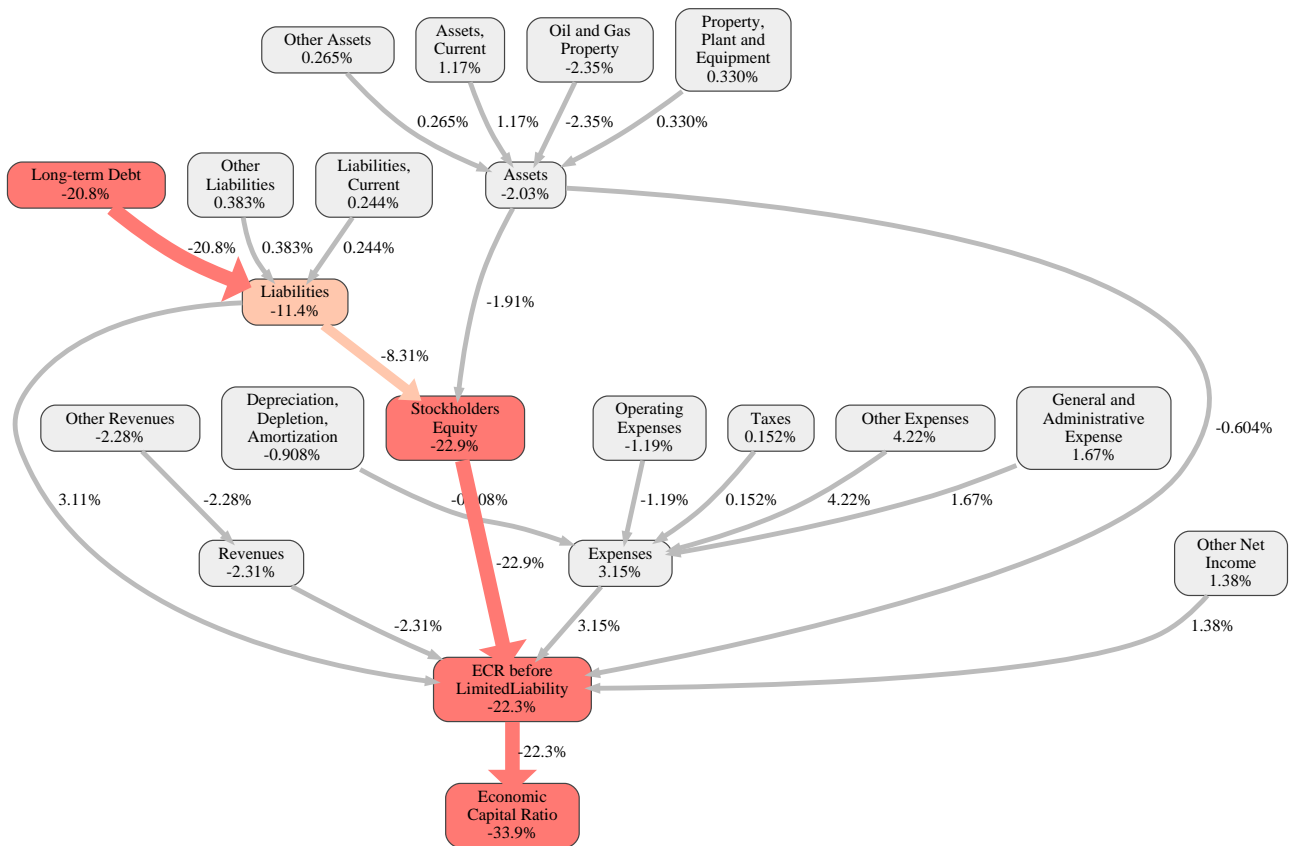 Other Assets
0.265%
Assets,
Current
1.17%
Oil and Gas
Property
-2.35%
Property,
Plant and
Equipment
0.330%
0.265%
1.17%
-2.35%
0.330%
Long-term Debt
-20.8%
Other
Liabilities
0.383%
Liabilities,
Current
0.244%
Assets
-2.03%
-20.8%
0.383%
0.244%
Liabilities
-11.4%
-1.91%
-8.31%
Other Revenues
-2.28%
Depreciation,
Depletion,
Amortization
-0.908%
Stockholders
Equity
-22.9%
Operating
Expenses
-1.19%
Taxes
0.152%
Other Expenses
4.22%
General and
Administrative
Expense
1.67%
-0.604%
3.11%
-2.28%
-0.908%
-1.19%
0.152%
4.22%
1.67%
Revenues
-2.31%
-22.9%
Expenses
3.15%
Other Net
Income
1.38%
-2.31%
3.15%
1.38%
ECR before
LimitedLiability
-22.3%
-22.3%
Economic
Capital Ratio
-33.9%